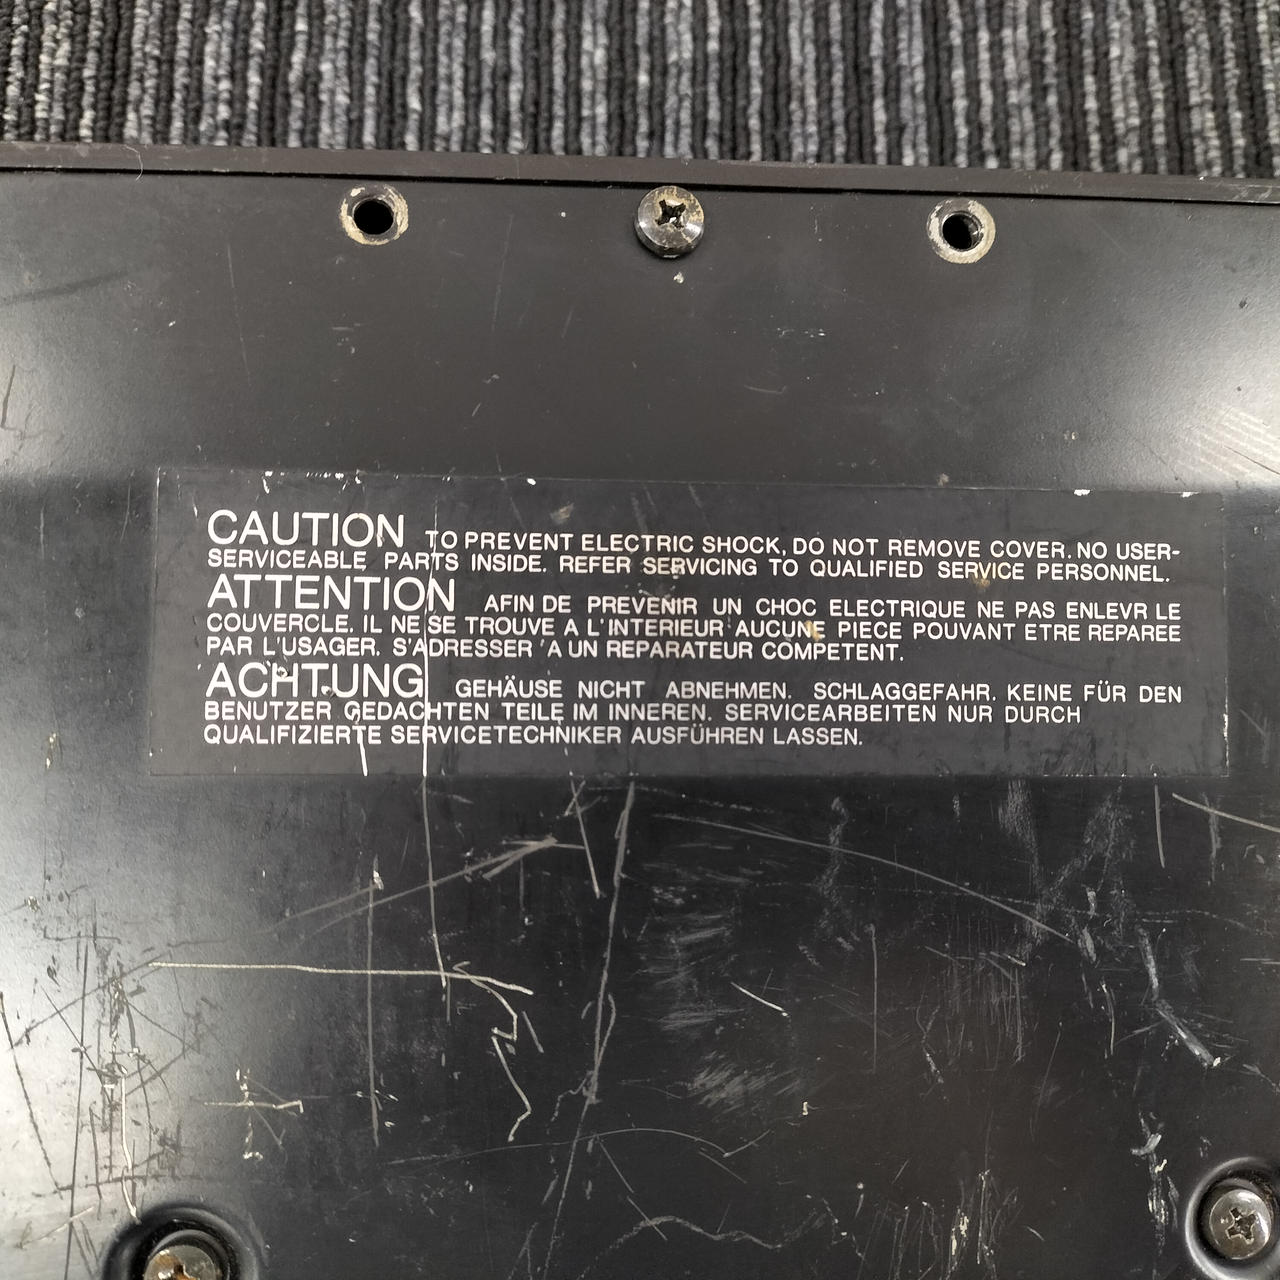 CAUTION TO PREVENT ELECTRIC SHOCK, DO NOT REMOVE COVER. NO USER-
SERVICEABLE PARTS INSIDE. REFER SERVICING TO QUALIFIED SERVICE PERSONNEL.
ATTENTION AFIN DE PREVENIR UN CHOC ELECTRIQUE NE PAS ENLEVR LE
COUVERCLE. IL NE SE TROUVE A L'INTERIEUR AUCUNE PIECE POUVANT ETRE REPAREE
PAR L'USAGER. S'ADRESSER A UN REPARATEUR COMPETENT.
ACHTUNG GEHÄUSE NICHT ABNEHMEN. SCHLAGGEFAHR. KEINE FÜR DEN
BENUTZER GEDACHTEN TEILE IM INNEREN. SERVICEARBEITEN NUR DURCH
QUALIFIZIERTE SERVICETECHNIKER AUSFÜHREN LASSEN.